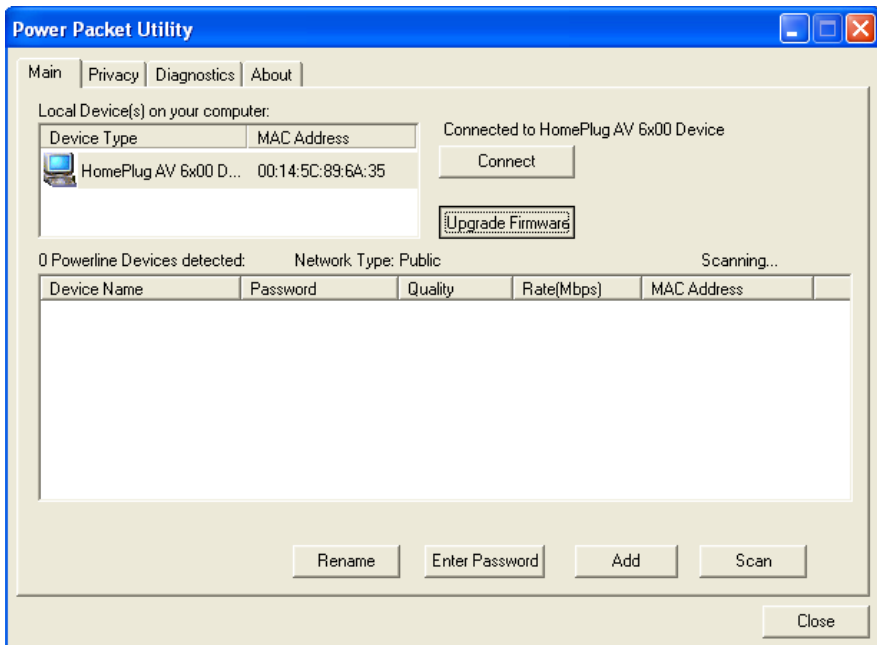 Power Packet Utility
Main Privacy Diagnostics About
Local Device(s) on your computer:
Device Type MAC Address
HomePlug AV 6x00 D... 00:14:5C:89:6A:35
Connected to HomePlug AV 6x00 Device
Connect
Upgrade Firmware
0 Powerline Devices detected: Network Type: Public Scanning...
Device Name Password Quality Rate(Mbps) MAC Address
Rename Enter Password Add Scan
Close